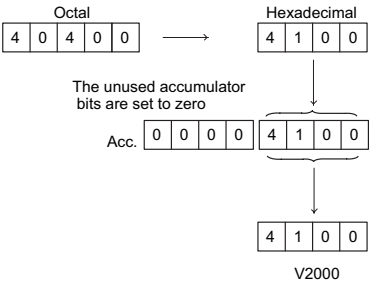 Octal Hexadecimal
4 0 4 0 0 4 1 0 0
The unused accumulator
bits are set to zero
Acc. 0 0 0 0 4 1 0 0
4 1 0 0
V2000